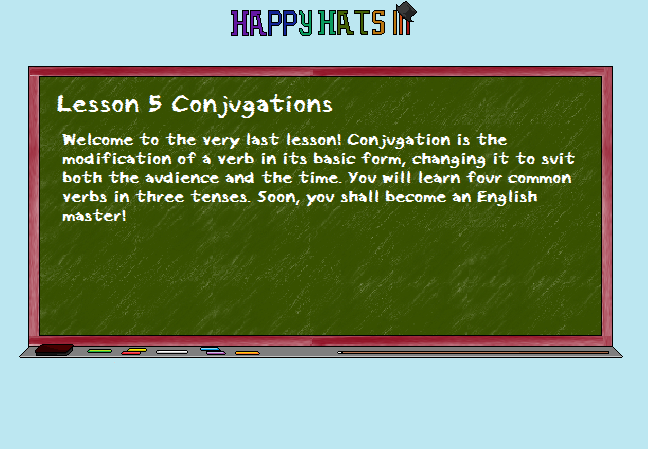 HAPPY HATS III
Lesson 5 Conjugations
Welcome to the very last lesson! Conjugation is the
modification of a verb in its basic form, changing it to suit
both the audience and the time. You will learn four common
verbs in three tenses. Soon, you shall become an English
master!